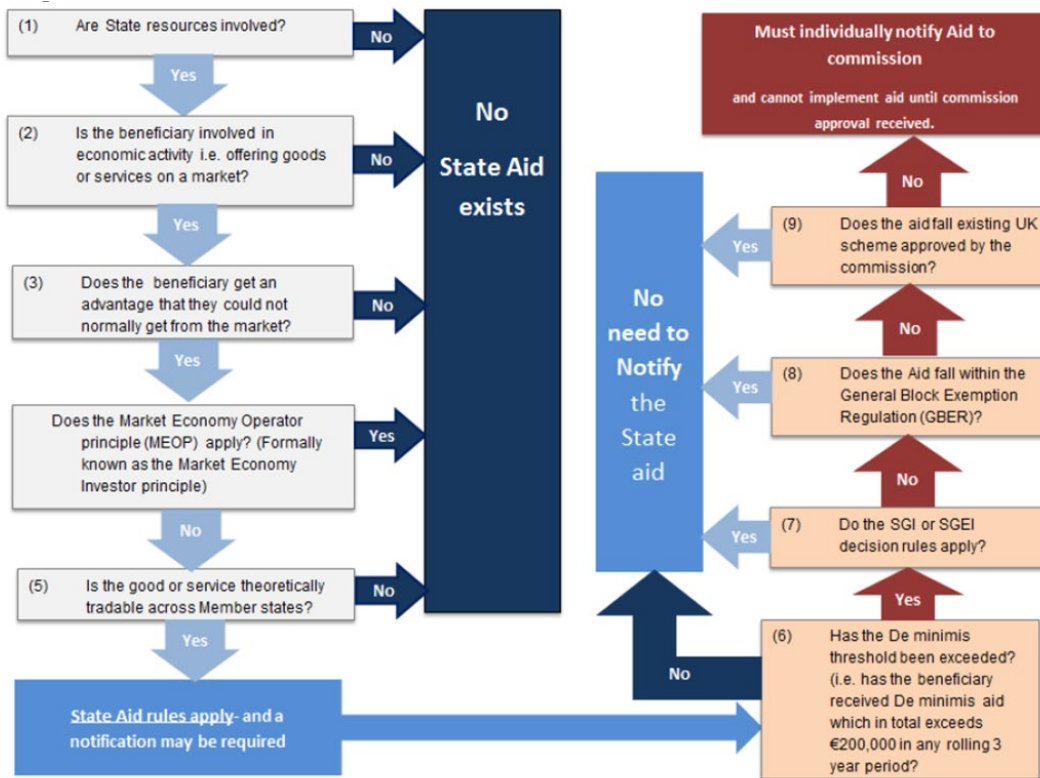 (1) Are State resources involved?
No
Yes
(2) Is the beneficiary involved in
economic activity i.e. offering goods
or services on a market?
No
Yes
(3) Does the beneficiary get an
advantage that they could not
normally get from the market?
No
Yes
Does the Market Economy Operator
principle (MEOP) apply? (Formally
known as the Market Economy
Investor principle)
Yes
No
(5) Is the good or service theoretically
tradable across Member states?
No
Yes
State Aid rules apply- and a
notification may be required
No
State Aid
exists
Must individually notify Aid to
commission
and cannot implement aid until commission
approval received.
No
(9) Does the aid fall existing UK
scheme approved by the
commission?
Yes
No
(8) Does the Aid fall within the
General Block Exemption
Regulation (GBER)?
Yes
No
(7) Do the SGI or SGEI
decision rules apply?
Yes
Yes
(6) Has the De minimis
threshold been exceeded?
(i.e. has the beneficiary
received De minimis aid
which in total exceeds
€200,000 in any rolling 3
year period?
No
No
need to
Notify
the
State
aid